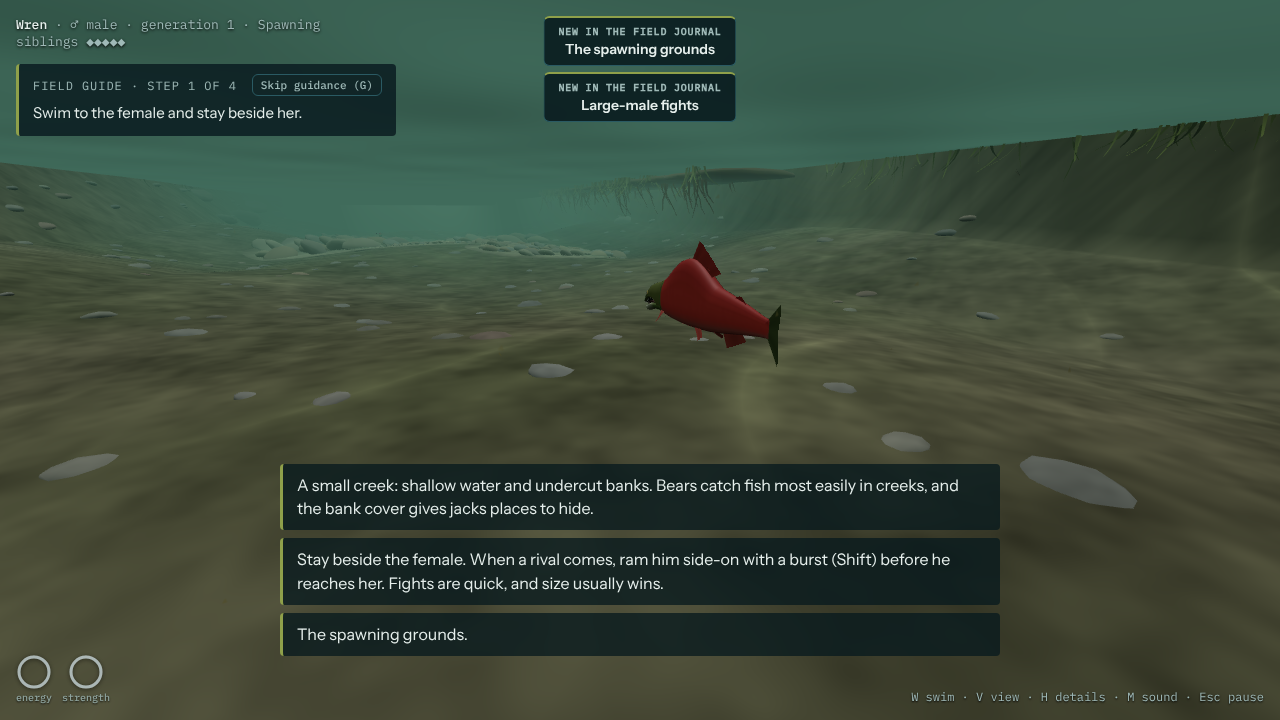 Wren · ♂ male · generation 1 · Spawning
siblings ◆◆◆◆◆
FIELD GUIDE · STEP 1 OF 4
Skip guidance (G)
Swim to the female and stay beside her.
NEW IN THE FIELD JOURNAL
The spawning grounds
NEW IN THE FIELD JOURNAL
Large-male fights
A small creek: shallow water and undercut banks. Bears catch fish most easily in creeks, and
the bank cover gives jacks places to hide.
Stay beside the female. When a rival comes, ram him side-on with a burst (Shift) before he
reaches her. Fights are quick, and size usually wins.
The spawning grounds.
energy strength
W swim · V view · H details · M sound · Esc pause